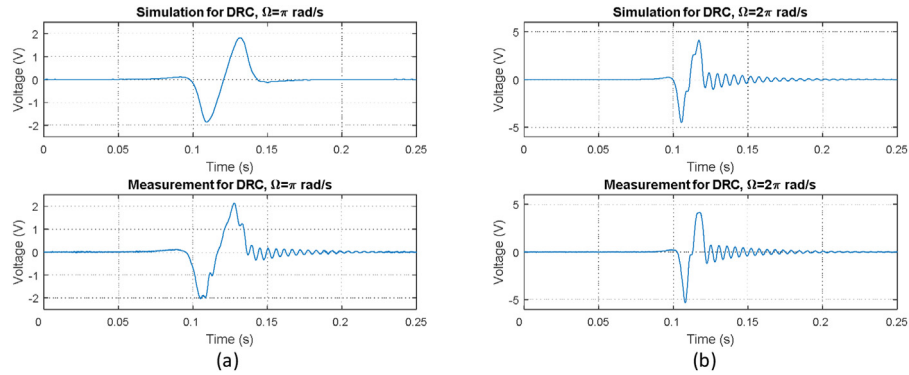 Simulation for DRC, Ω=π rad/s
Voltage (V)
2
1
0
-1
-2
0
0.05
0.1
0.15
0.2
0.25
Time (s)
Measurement for DRC, Ω=π rad/s
Voltage (V)
2
1
0
-1
-2
0
0.05
0.1
0.15
0.2
0.25
Time (s)
(a)
Simulation for DRC, Ω=2π rad/s
Voltage (V)
5
0
-5
0
0.05
0.1
0.15
0.2
0.25
Time (s)
Measurement for DRC, Ω=2π rad/s
Voltage (V)
5
0
-5
0
0.05
0.1
0.15
0.2
0.25
Time (s)
(b)